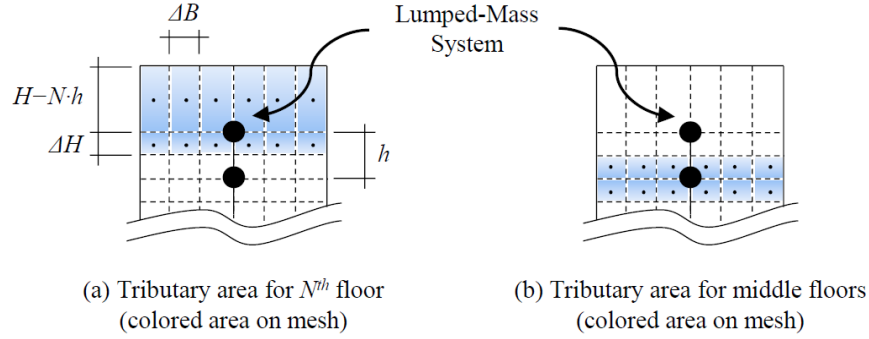 ΔB
Lumped-Mass
System
H−N·h
ΔH
h
(a) Tributary area for Nᵗʰ floor
(colored area on mesh)
(b) Tributary area for middle floors
(colored area on mesh)